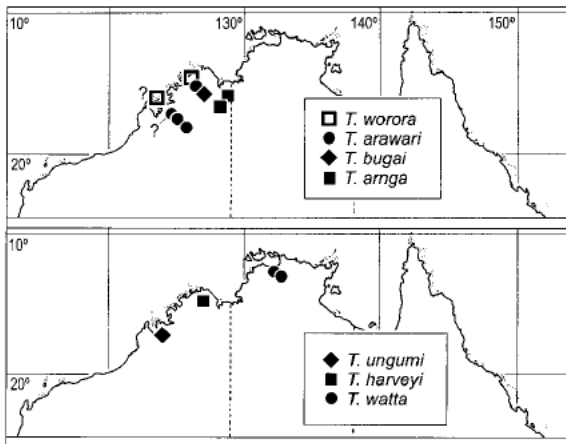 10° 130° 140° 150°
?
?
T. worora
T. arawari
T. bugai
T. arnga
20°
10°
T. ungumi
T. harveyi
T. watta
20°